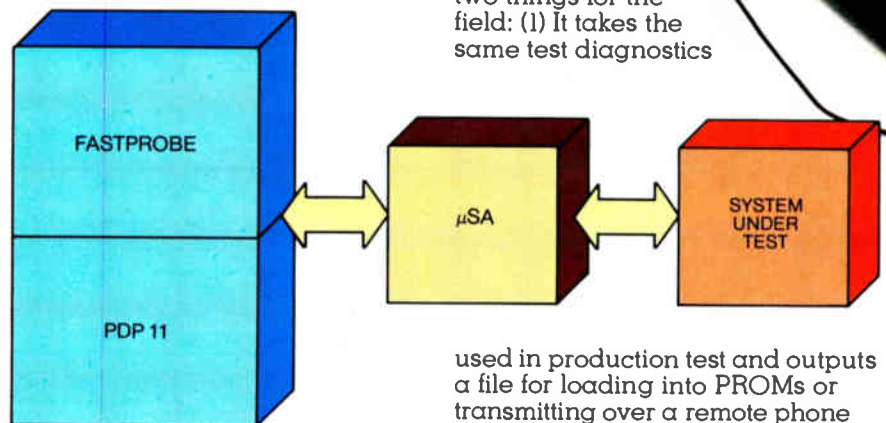 two things for the
field: (1) It takes the
same test diagnostics
FASTPROBE
PDP 11
μSA
SYSTEM
UNDER
TEST
used in production test and outputs
a file for loading into PROMs or
transmitting over a remote phone